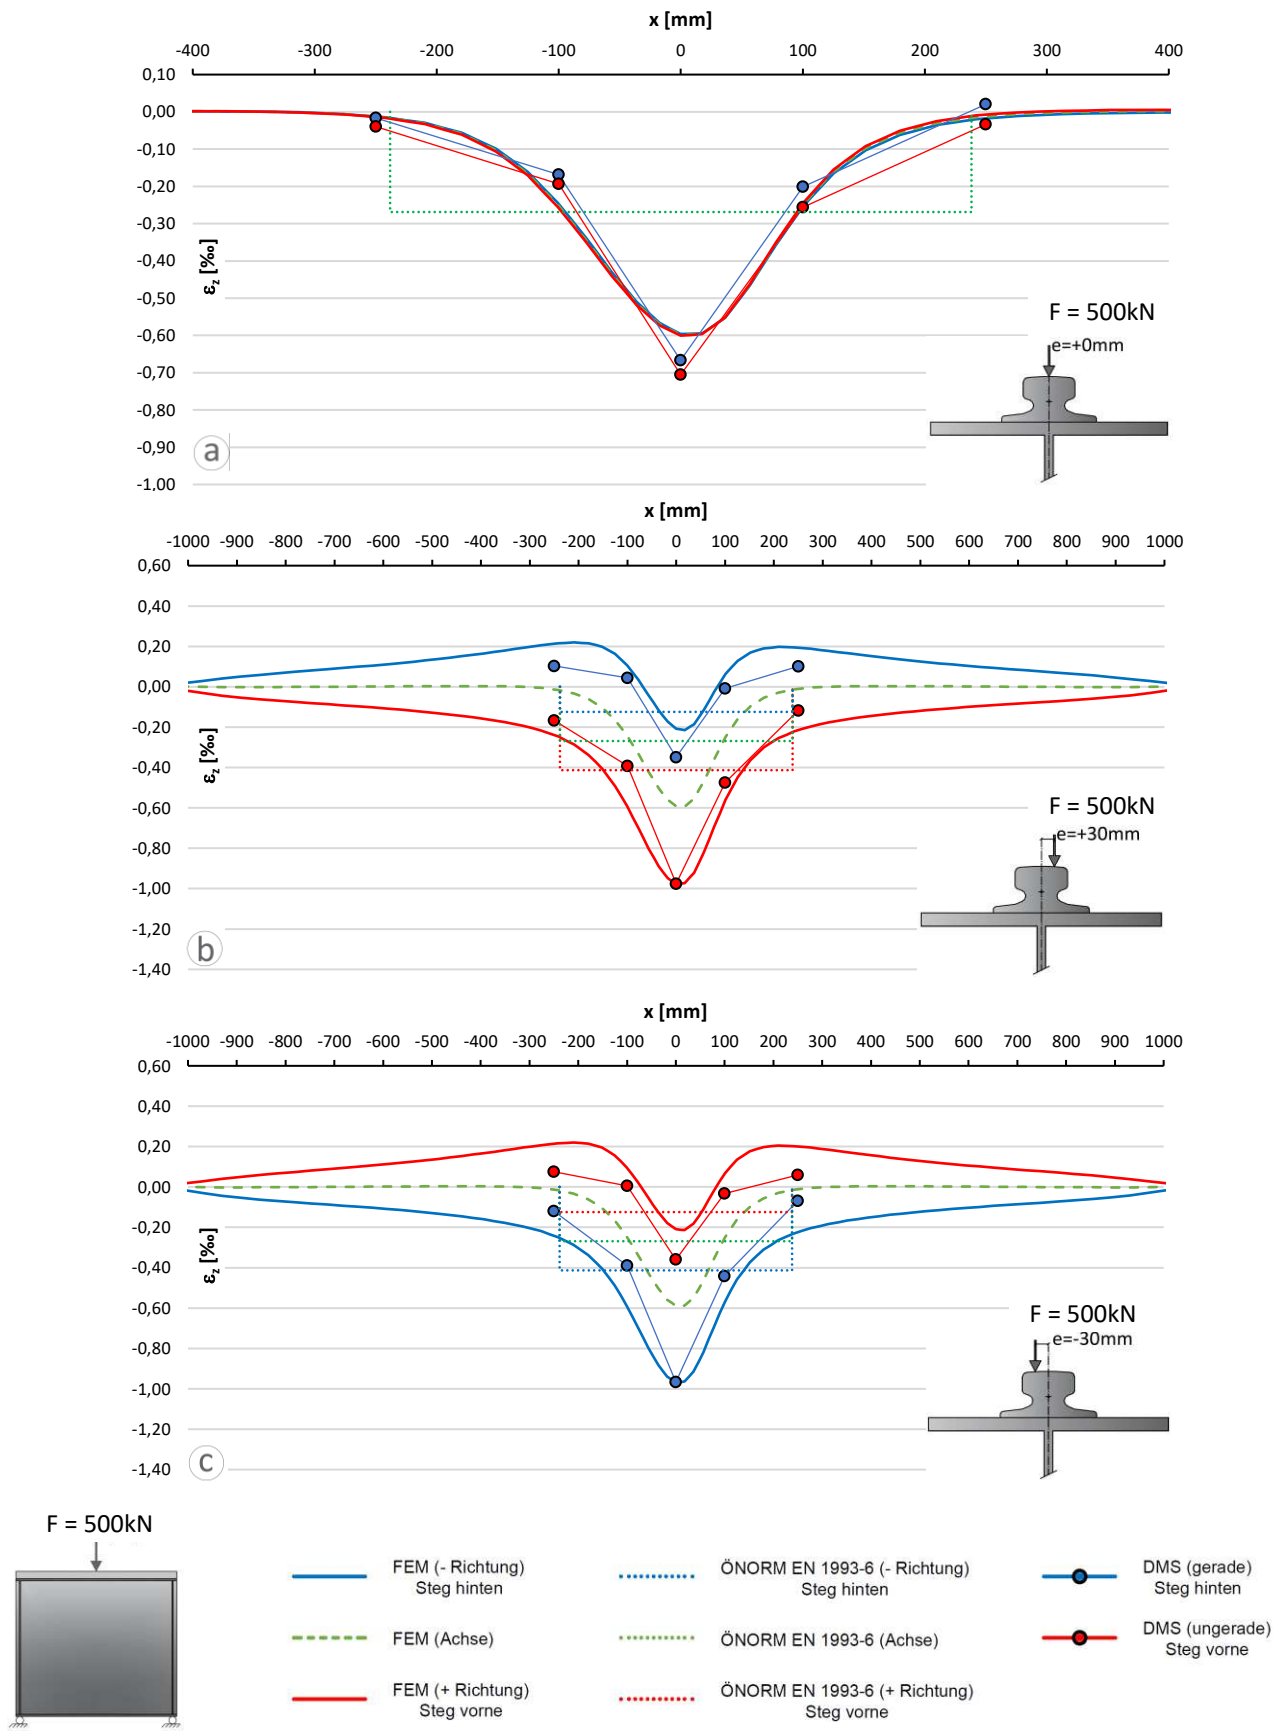 x [mm]
-400 -300 -200 -100 0 100 200 300 400
0,10
0,00
-0,10
-0,20
-0,30
-0,40
-0,50
-0,60
-0,70
-0,80
-0,90
-1,00
εz [‰]
F = 500kN
e=+0mm
a
x [mm]
-1000 -900 -800 -700 -600 -500 -400 -300 -200 -100 0 100 200 300 400 500 600 700 800 900 1000
0,60
0,40
0,20
0,00
-0,20
-0,40
-0,60
-0,80
-1,00
-1,20
-1,40
εz [‰]
F = 500kN
e=+30mm
b
x [mm]
-1000 -900 -800 -700 -600 -500 -400 -300 -200 -100 0 100 200 300 400 500 600 700 800 900 1000
0,60
0,40
0,20
0,00
-0,20
-0,40
-0,60
-0,80
-1,00
-1,20
-1,40
εz [‰]
F = 500kN
e=-30mm
c
F = 500kN
FEM (- Richtung)
Steg hinten
FEM (Achse)
FEM (+ Richtung)
Steg vorne
ÖNORM EN 1993-6 (- Richtung)
Steg hinten
ÖNORM EN 1993-6 (Achse)
ÖNORM EN 1993-6 (+ Richtung)
Steg vorne
DMS (gerade)
Steg hinten
DMS (ungerade)
Steg vorne